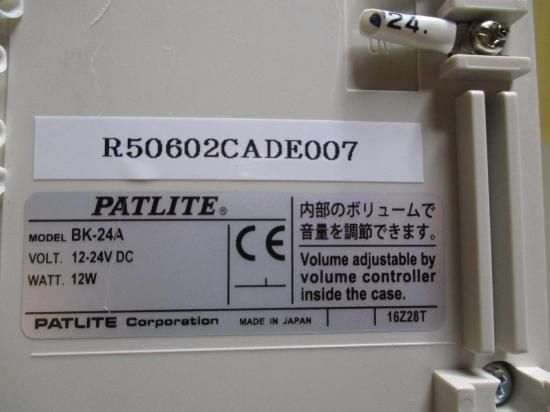 24.
R50602CADE007
PATLITE®
MODEL BK-24A
VOLT. 12-24V DC
WATT. 12W
CE
内部のボリュームで
音量を調節できます。
Volume adjustable by
volume controller
inside the case.
PATLITE Corporation MADE IN JAPAN 16Z28T